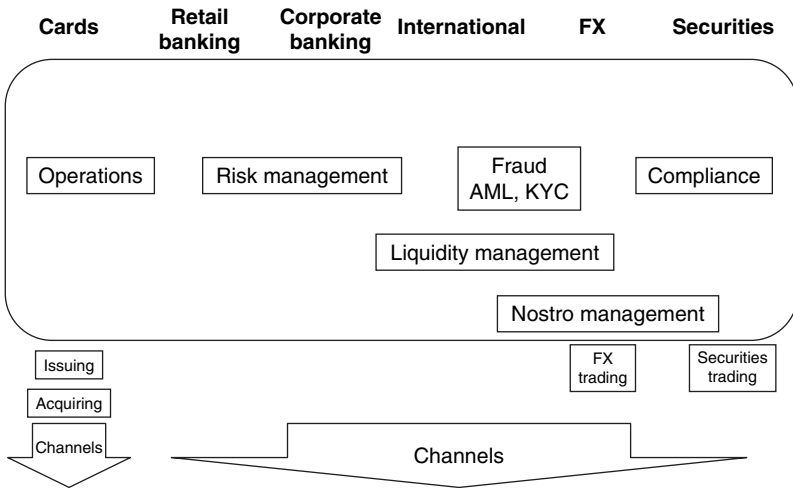 Cards
Retail
banking
Corporate
banking
International
FX
Securities
Operations
Risk management
Fraud
AML, KYC
Compliance
Liquidity management
Nostro management
Issuing
FX
trading
Securities
trading
Acquiring
Channels
Channels